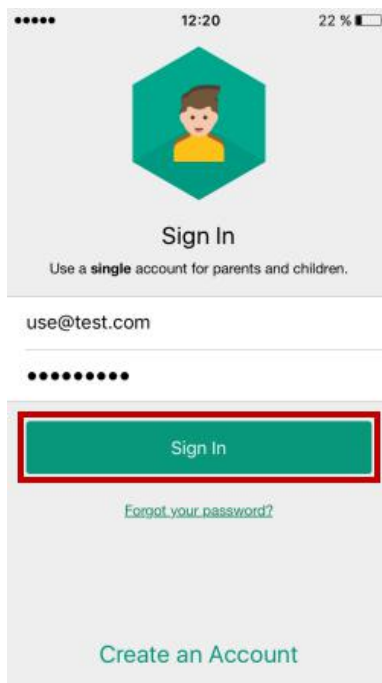 12:20 22 %
Sign In
Use a single account for parents and children.
use@test.com
●●●●●●●●●
Sign In
Forgot your password?
Create an Account